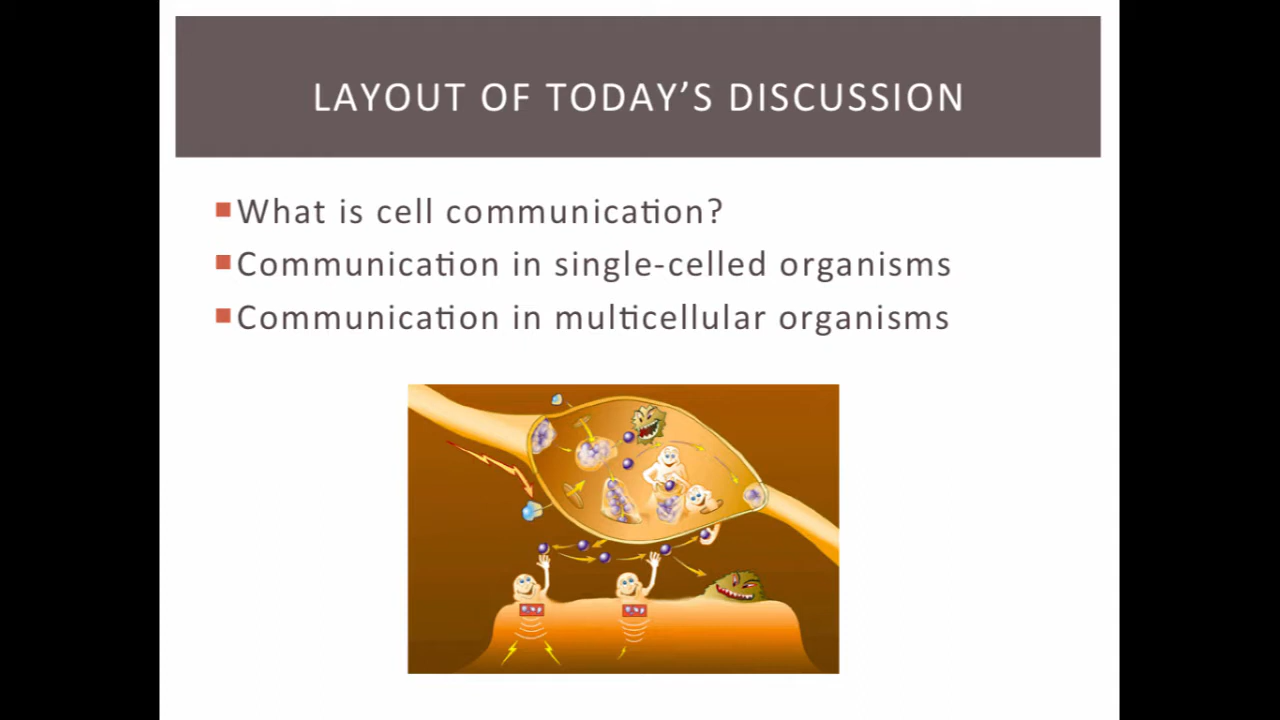 LAYOUT OF TODAY’S DISCUSSION
What is cell communication?
Communication in single-celled organisms
Communication in multicellular organisms